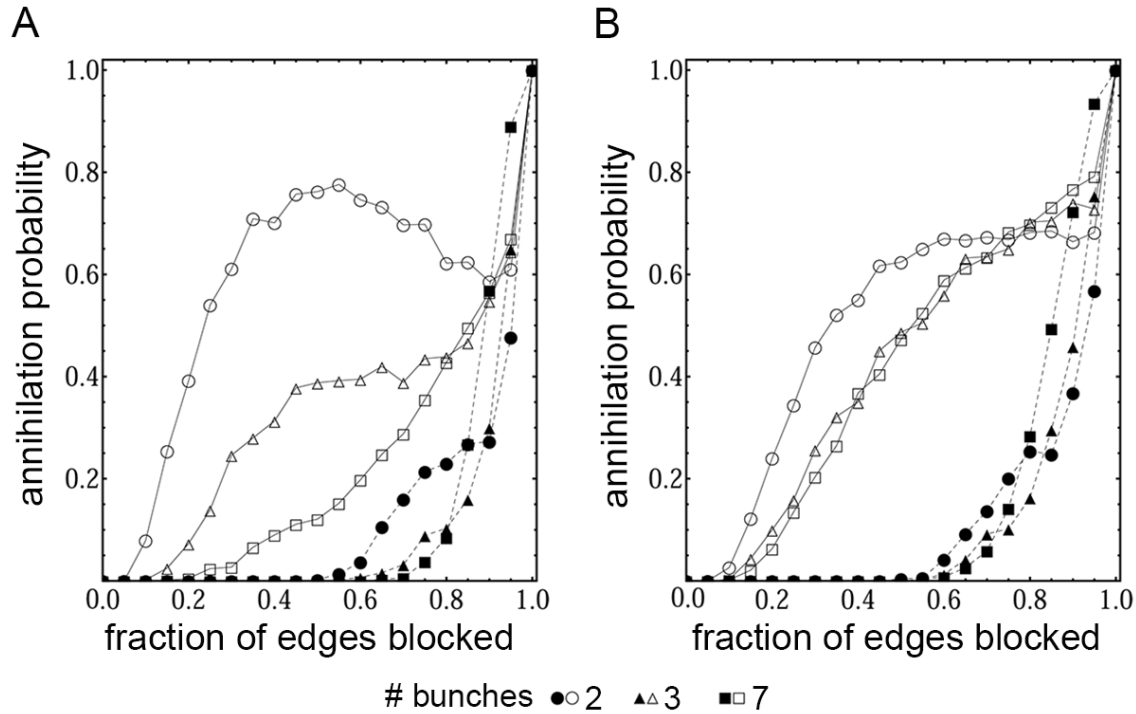 A
B
annihilation probability
1.0
0.8
0.6
0.4
0.2
0.0 0.2 0.4 0.6 0.8 1.0
fraction of edges blocked
annihilation probability
1.0
0.8
0.6
0.4
0.2
0.0 0.2 0.4 0.6 0.8 1.0
fraction of edges blocked
# bunches 2 3 7